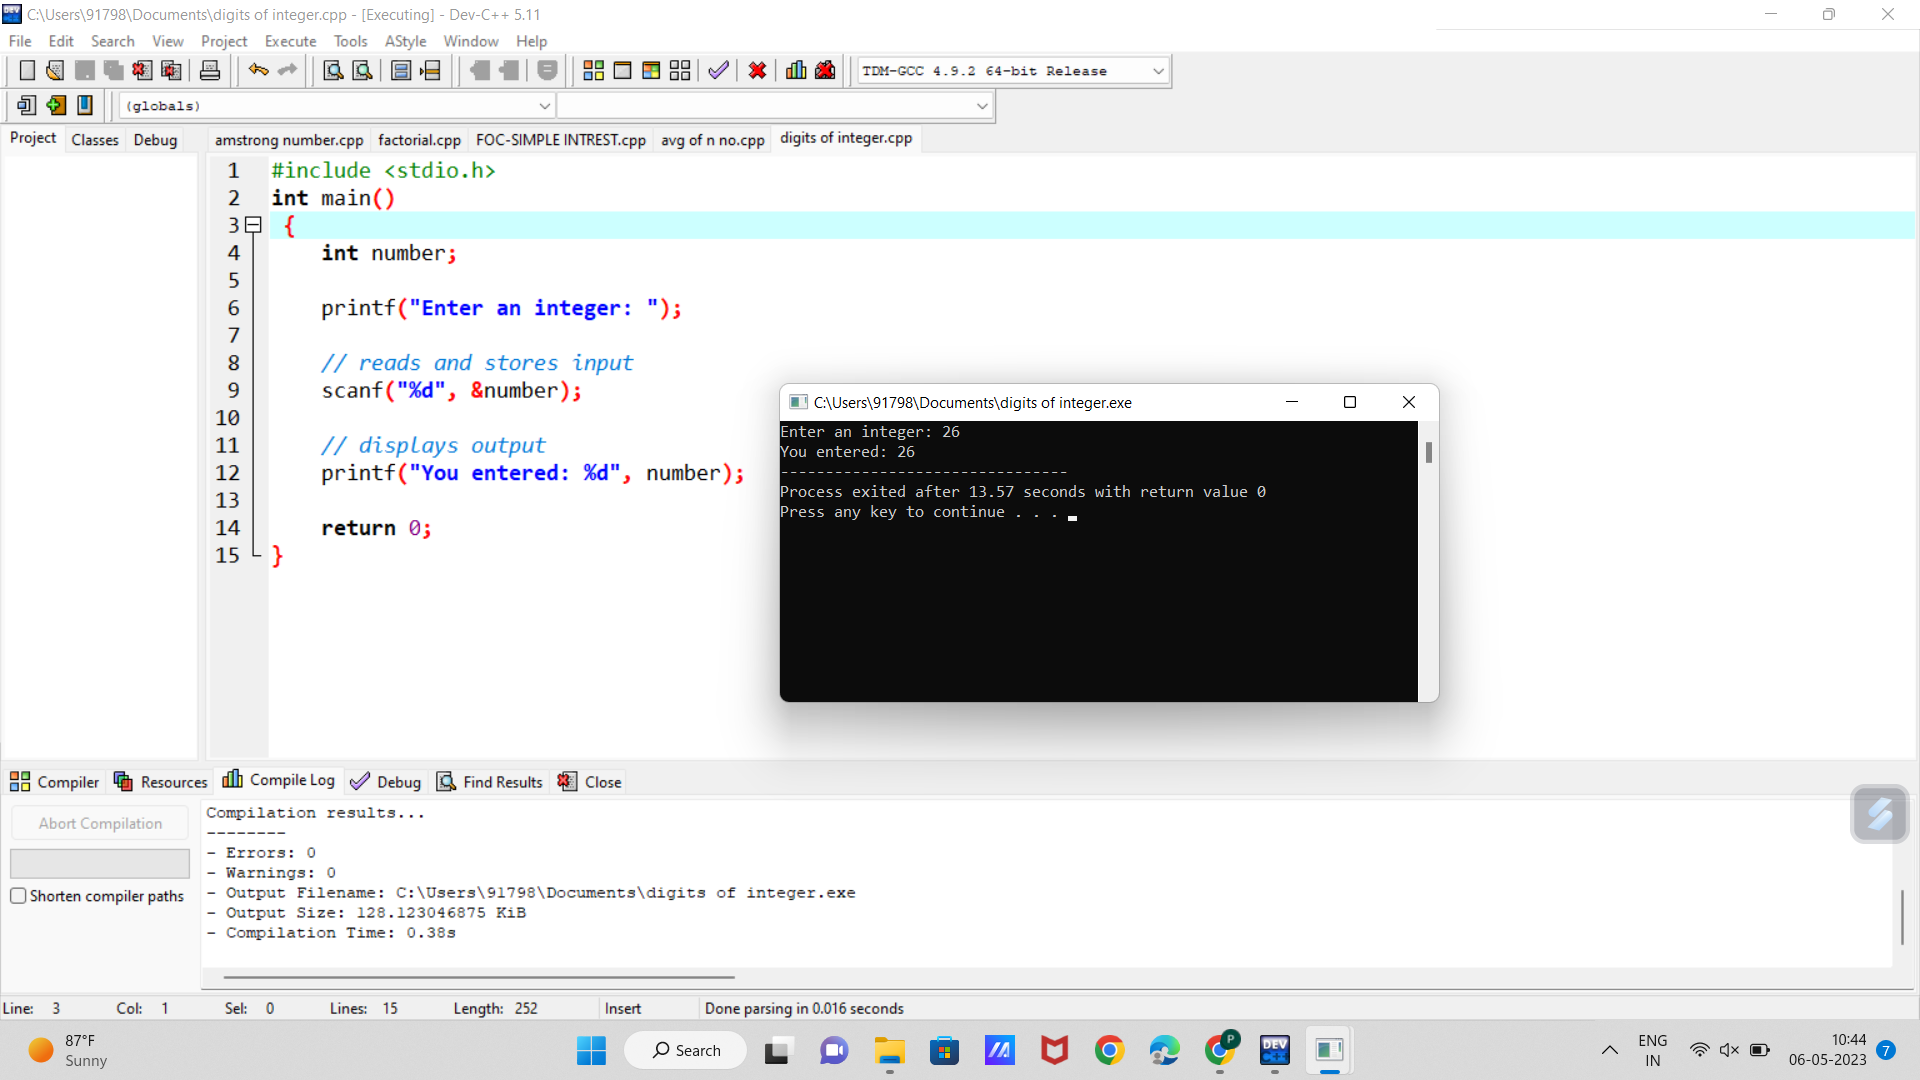 C:\Users\91798\Documents\digits of integer.cpp - [Executing] - Dev-C++ 5.11
File Edit Search View Project Execute Tools AStyle Window Help
TDM-GCC 4.9.2 64-bit Release
(globals)
Project Classes Debug
amstrong number.cpp factorial.cpp FOC-SIMPLE INTREST.cpp avg of n no.cpp digits of integer.cpp
1 #include <stdio.h>
2 int main()
3 {
4 int number;
5
6 printf("Enter an integer: ");
7
8 // reads and stores input
9 scanf("%d", &number);
10
11 // displays output
12 printf("You entered: %d", number);
13
14 return 0;
15 }
C:\Users\91798\Documents\digits of integer.exe
Enter an integer: 26
You entered: 26
--------------------------------
Process exited after 13.57 seconds with return value 0
Press any key to continue . . .
Compiler Resources Compile Log Debug Find Results Close
Abort Compilation
Shorten compiler paths
Compilation results...
--------
- Errors: 0
- Warnings: 0
- Output Filename: C:\Users\91798\Documents\digits of integer.exe
- Output Size: 128.123046875 KiB
- Compilation Time: 0.38s
Line: 3 Col: 1 Sel: 0 Lines: 15 Length: 252 Insert Done parsing in 0.016 seconds
87°F
Sunny
Search
P
DEV
C++
ENG
IN
10:44
06-05-2023
7